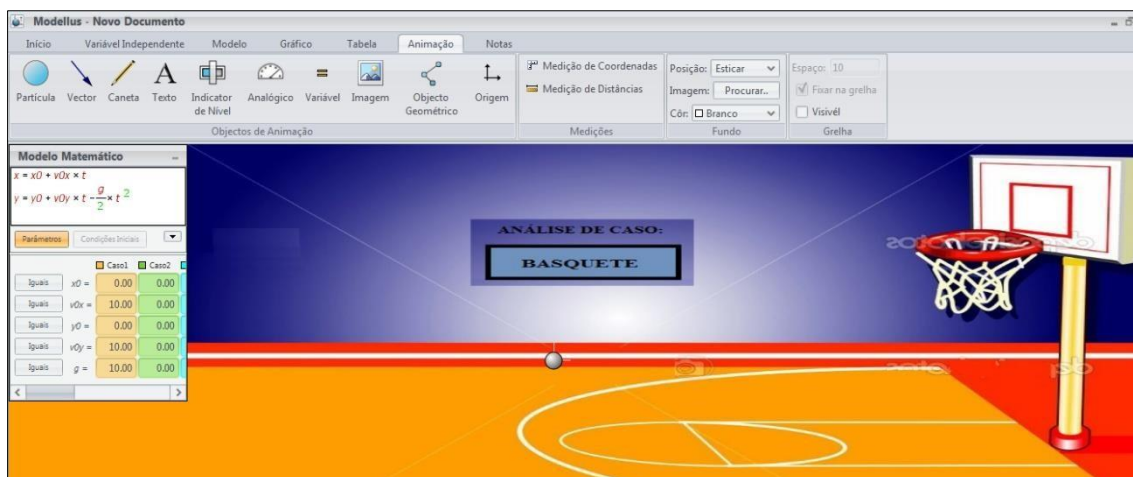 Modellus - Novo Documento
Início Variável Independente Modelo Gráfico Tabela Animação Notas
Partícula Vector Caneta Texto Indicator de Nível Analógico Variável Imagem Objecto Geométrico Origem
Objectos de Animação
Medição de Coordenadas
Medição de Distâncias
Medições
Posição: Esticar
Imagem: Procurar..
Côr: Branco
Fundo
Espaço: 10
Fixar na grelha
Visivél
Grelha
Modelo Matemático
x = x0 + v0x × t
y = y0 + v0y × t - g/2 × t 2
Parâmetros Condições Iniciais
Caso1 Caso2
Iguais x0 = 0.00 0.00
Iguais v0x = 10.00 0.00
Iguais y0 = 0.00 0.00
Iguais v0y = 10.00 0.00
Iguais g = 10.00 0.00
ANÁLISE DE CASO:
BASQUETE